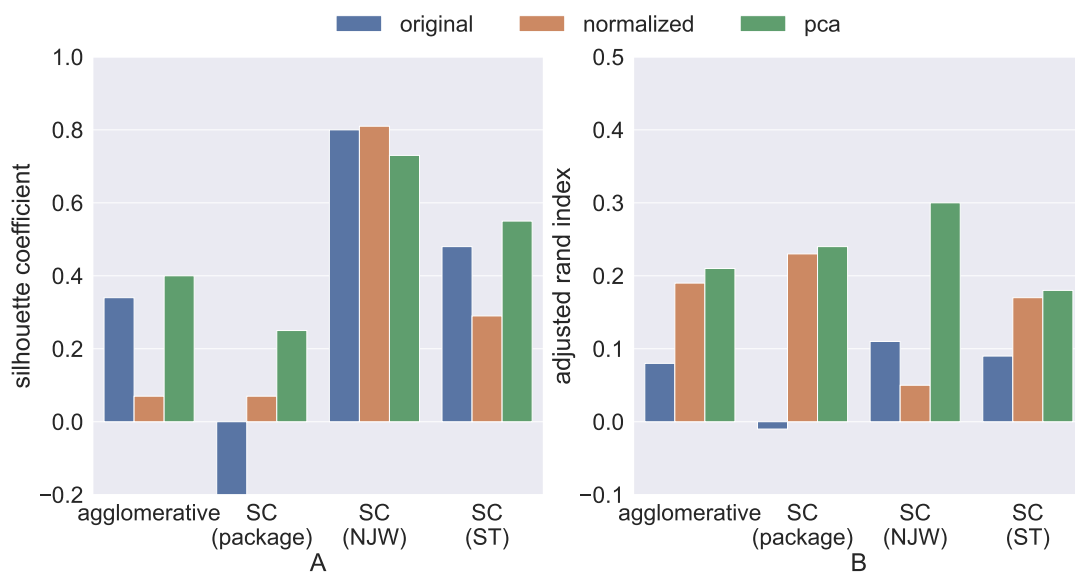 original normalized pca
silhouette coefficient
1.0
0.8
0.6
0.4
0.2
0.0
−0.2
agglomerative SC SC SC
(package) (NJW) (ST)
A
adjusted rand index
0.5
0.4
0.3
0.2
0.1
0.0
−0.1
agglomerative SC SC SC
(package) (NJW) (ST)
B